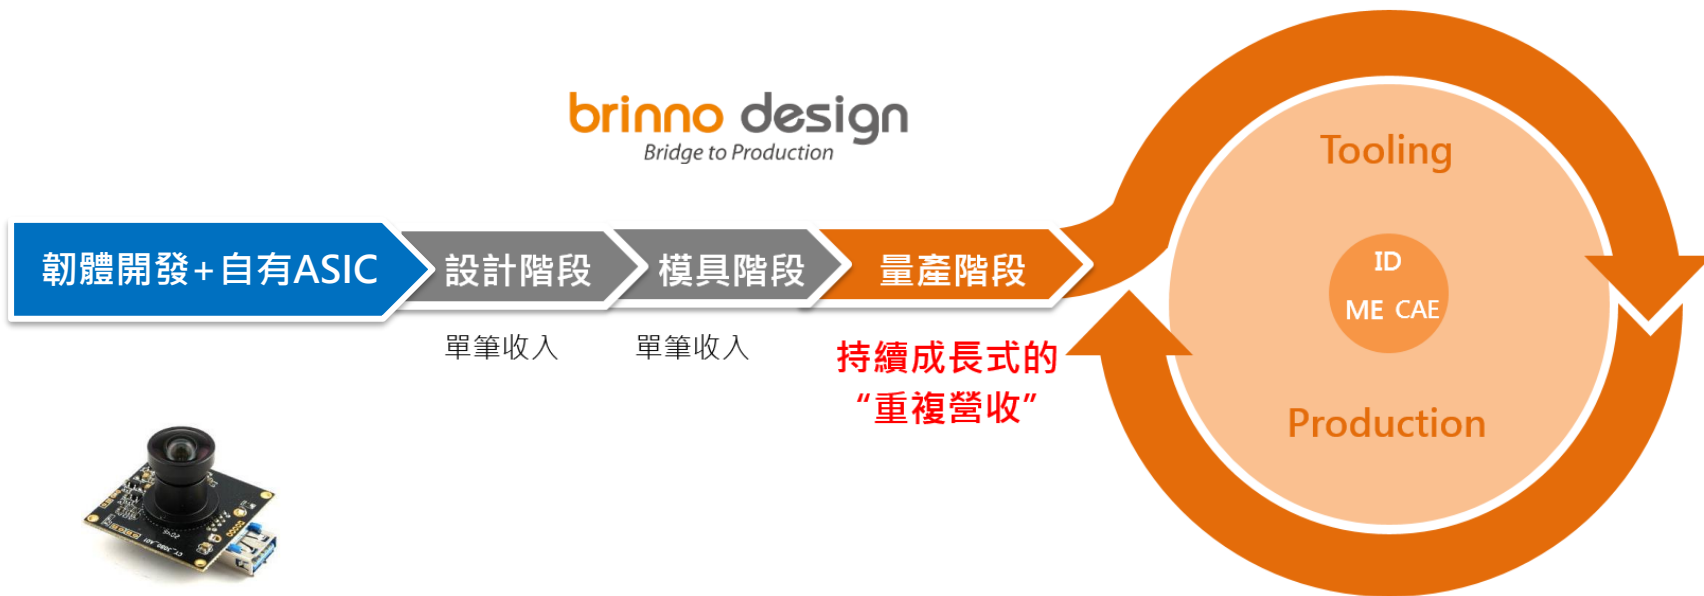 brinno design
Bridge to Production
韌體開發+自有ASIC
設計階段
模具階段
量產階段
單筆收入
單筆收入
持續成長式的
“重複營收”
Tooling
ID
ME CAE
Production
CY_3080_A01